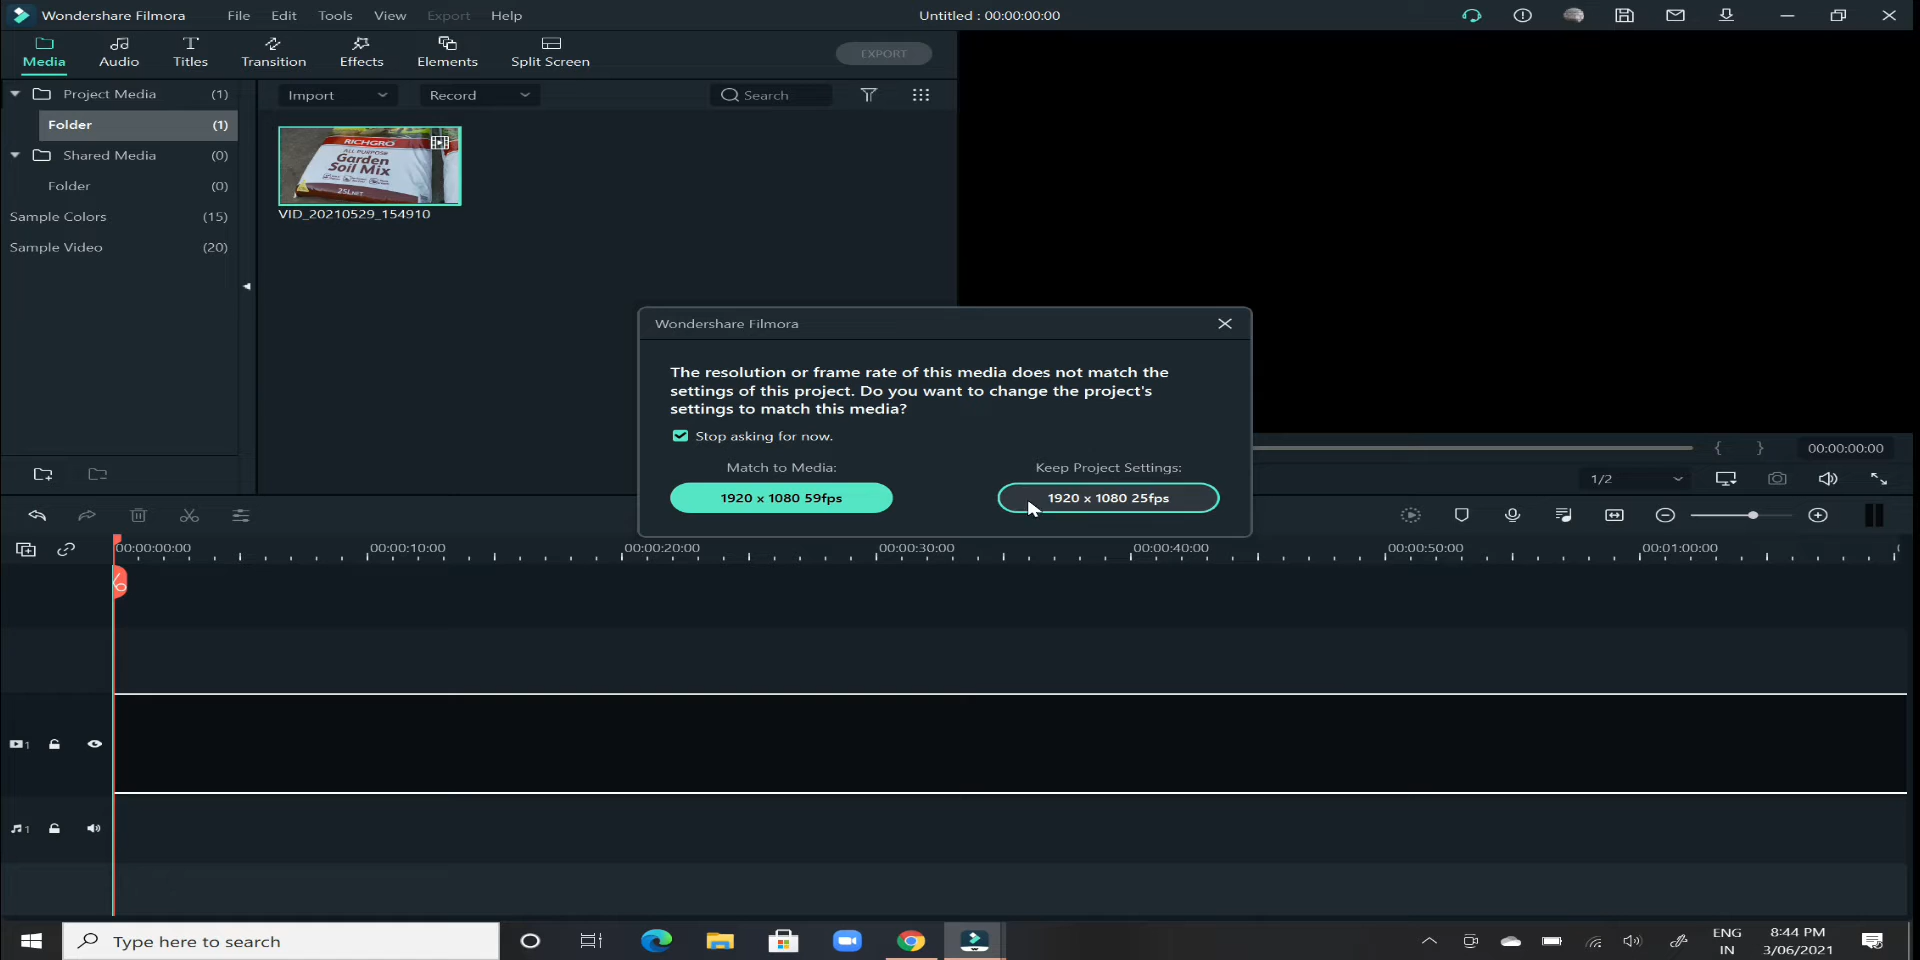 Wondershare Filmora
File Edit Tools View Export Help
Untitled : 00:00:00:00
Media Audio Titles Transition Effects Elements Split Screen
EXPORT
Project Media (1)
Folder (1)
Shared Media (0)
Folder (0)
Sample Colors (15)
Sample Video (20)
Import Record Search
RICHGRO
ALL PURPOSE
Garden
Soil Mix
25L NET
VID_20210529_154910
Wondershare Filmora
The resolution or frame rate of this media does not match the
settings of this project. Do you want to change the project's
settings to match this media?
Stop asking for now.
Match to Media: Keep Project Settings:
1920 x 1080 59fps 1920 x 1080 25fps
{ } 00:00:00:00
1/2
00:00:00:00 00:00:10:00 00:00:20:00 00:00:30:00 00:00:40:00 00:00:50:00 00:01:00:00
1
1
Type here to search
ENG
IN
8:44 PM
3/06/2021